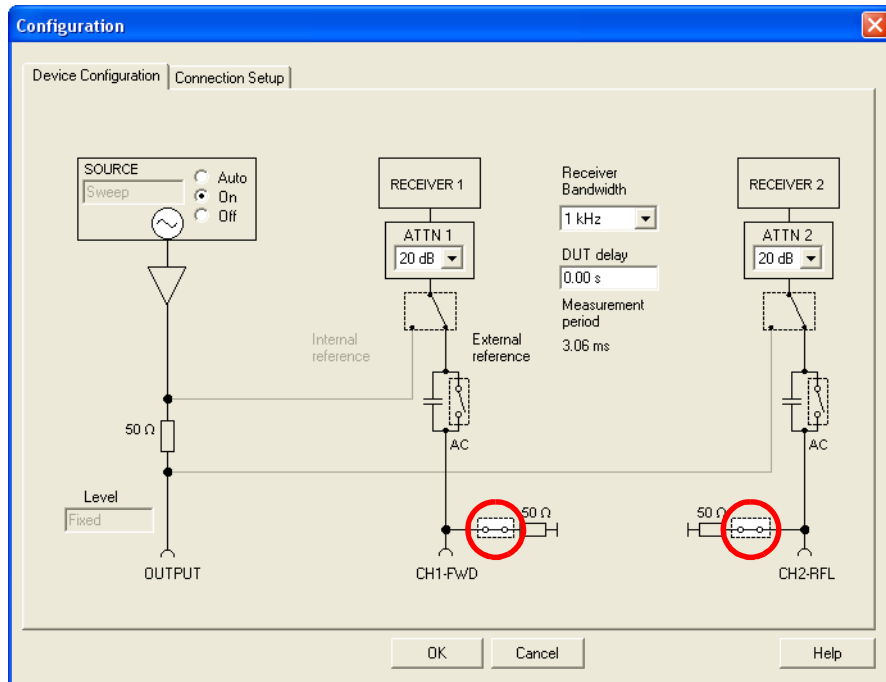 Configuration
Device Configuration
Connection Setup
SOURCE
Sweep
Auto
On
Off
RECEIVER 1
ATTN 1
20 dB
Receiver
Bandwidth
1 kHz
DUT delay
0.00 s
Measurement
period
3.06 ms
RECEIVER 2
ATTN 2
20 dB
Internal
reference
External
reference
AC
AC
50 Ω
Level
Fixed
50 Ω
50 Ω
OUTPUT
CH1-FWD
CH2-RFL
OK
Cancel
Help